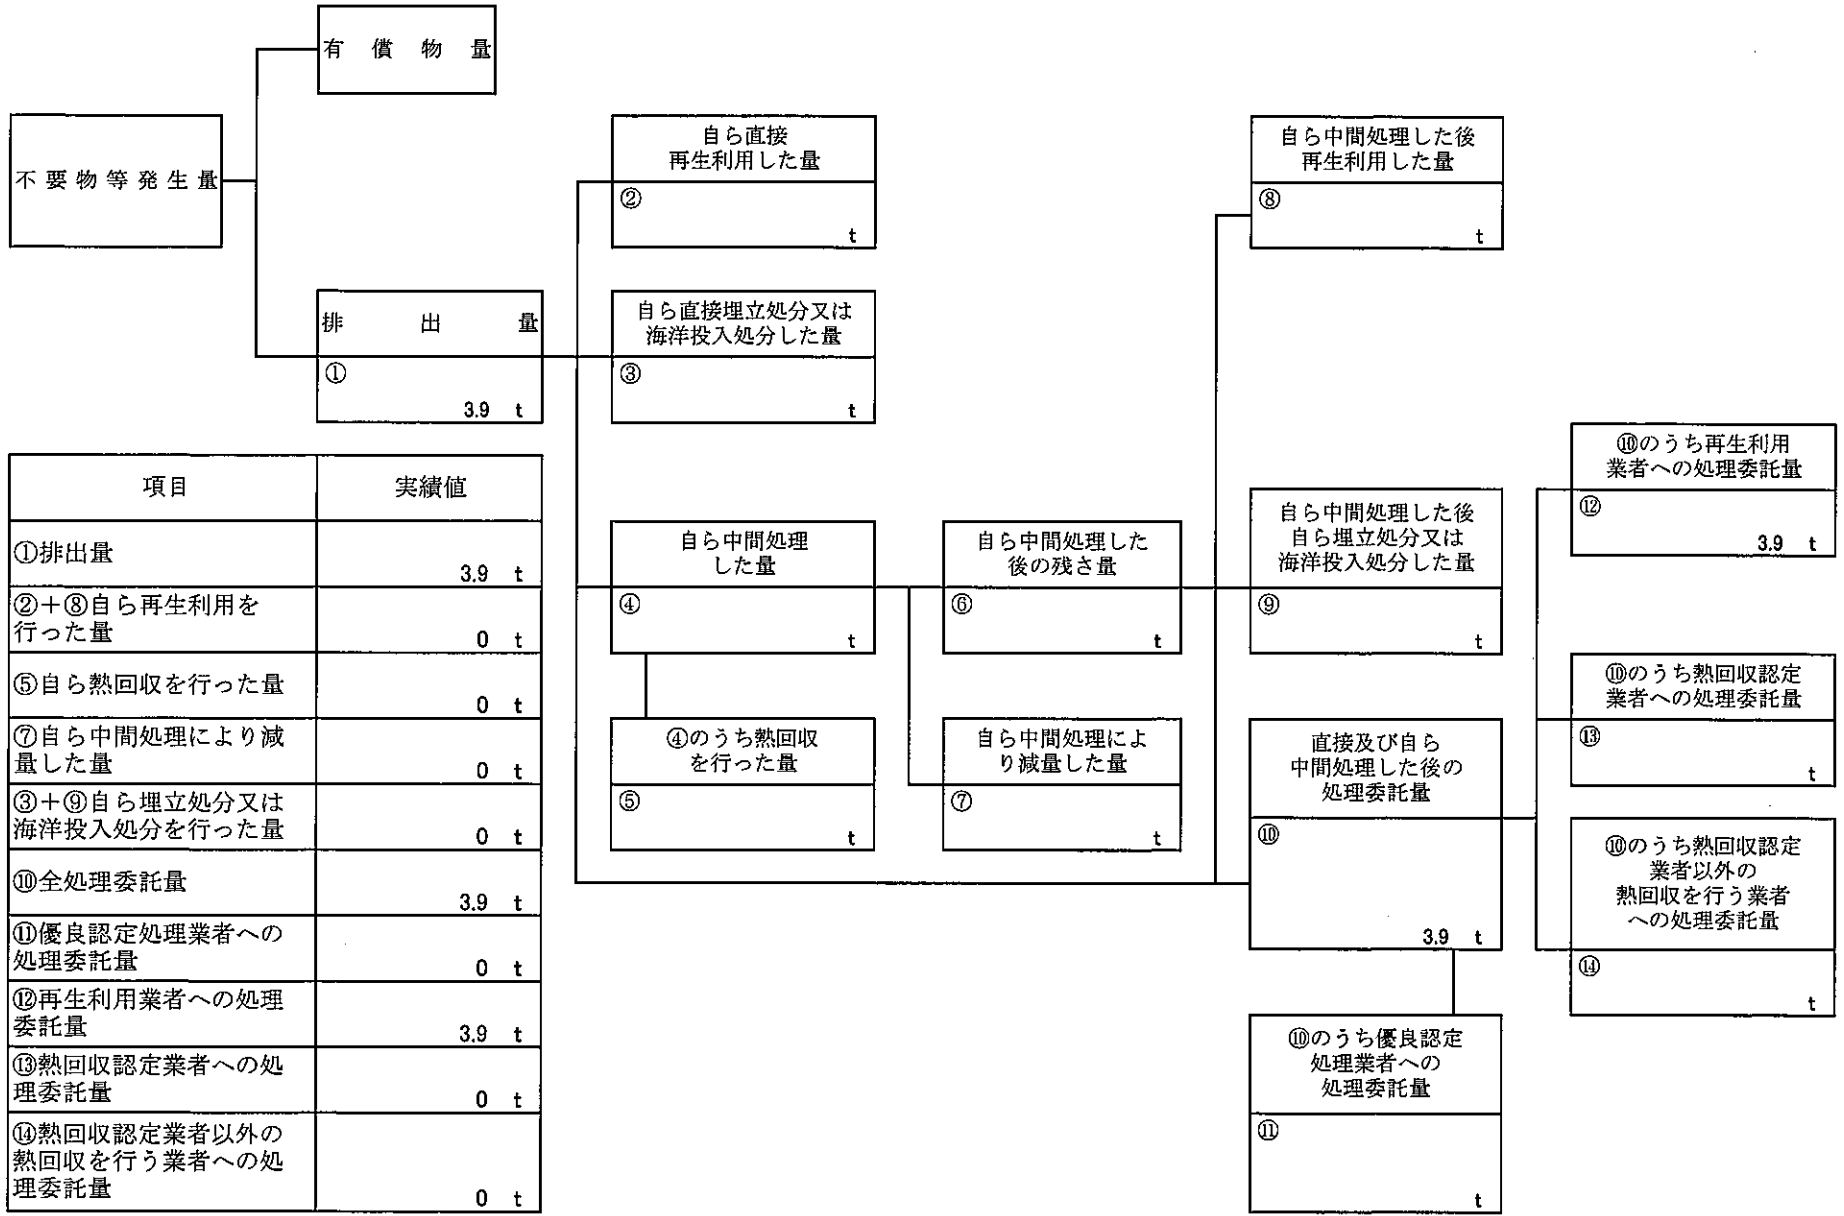 有償物量
不要物等発生量
排出量
①
3.9 t
自ら直接
再生利用した量
②
t
自ら直接埋立処分又は
海洋投入処分した量
③
t
自ら中間処理
した量
④
t
④のうち熱回収
を行った量
⑤
t
自ら中間処理した
後の残さ量
⑥
t
自ら中間処理によ
り減量した量
⑦
t
自ら中間処理した後
再生利用した量
⑧
t
自ら中間処理した後
自ら埋立処分又は
海洋投入処分した量
⑨
t
直接及び自ら
中間処理した後の
処理委託量
⑩
3.9 t
⑩のうち優良認定
処理業者への
処理委託量
⑪
t
⑩のうち再生利用
業者への処理委託量
⑫
3.9 t
⑩のうち熱回収認定
業者への処理委託量
⑬
t
⑩のうち熱回収認定
業者以外の
熱回収を行う業者
への処理委託量
⑭
t
項目 実績値
①排出量
3.9 t
②+⑧自ら再生利用を
行った量
0 t
⑤自ら熱回収を行った量
0 t
⑦自ら中間処理により減
量した量
0 t
③+⑨自ら埋立処分又は
海洋投入処分を行った量
0 t
⑩全処理委託量
3.9 t
⑪優良認定処理業者への
処理委託量
0 t
⑫再生利用業者への処理
委託量
3.9 t
⑬熱回収認定業者への処
理委託量
0 t
⑭熱回収認定業者以外の
熱回収を行う業者への処
理委託量
0 t